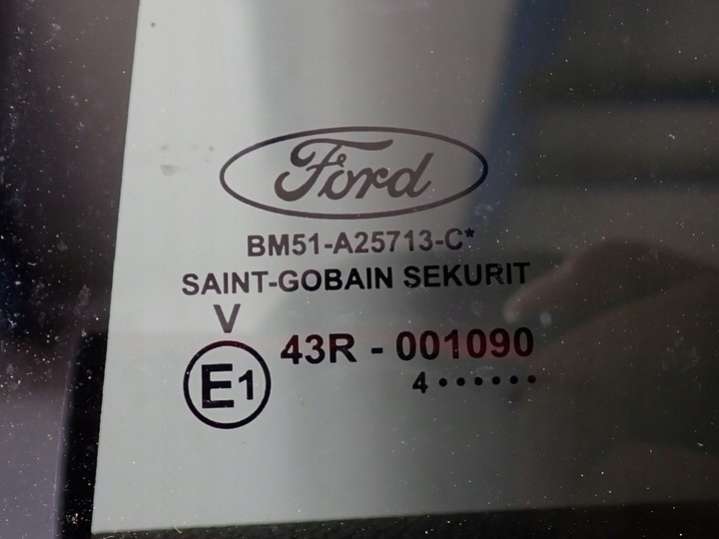 Ford
BM51-A25713-C*
SAINT-GOBAIN SEKURIT
V
E1 43R - 001090
4 ••••••